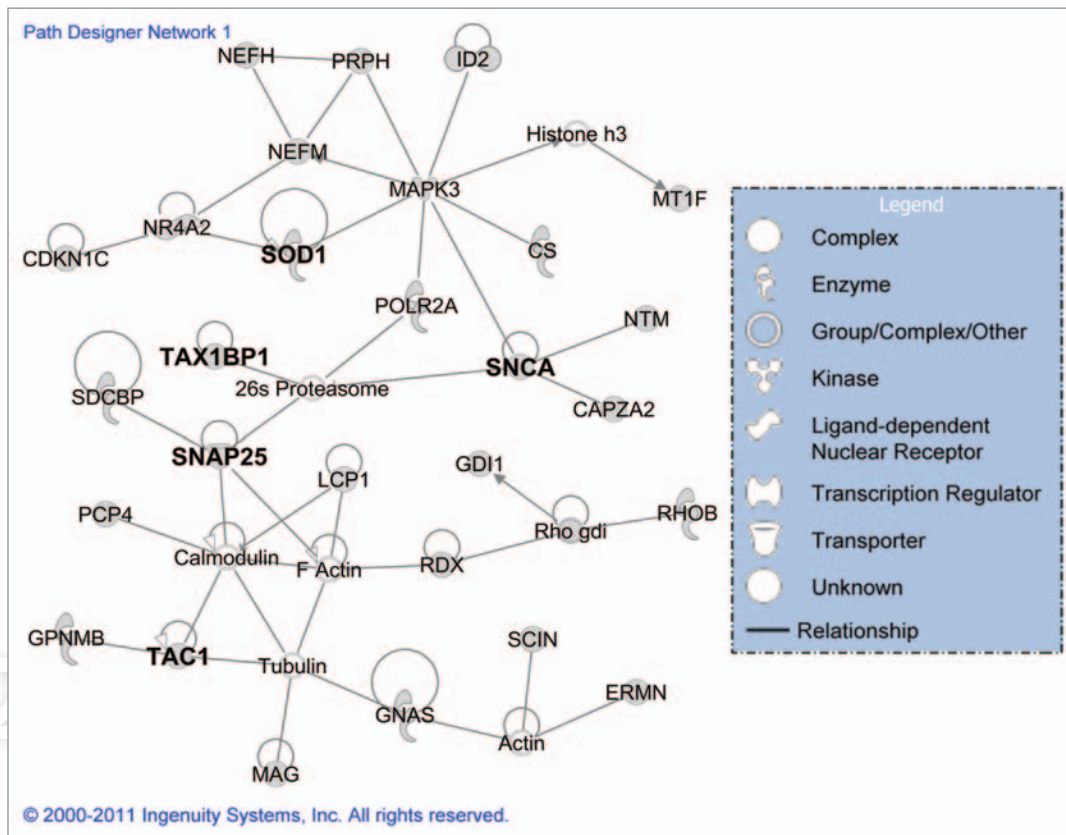 Path Designer Network 1
NEFH
PRPH
ID2
Histone h3
NEFM
MAPK3
MT1F
NR4A2
CDKN1C
SOD1
CS
POLR2A
NTM
TAX1BP1
26s Proteasome
SNCA
SDCBP
CAPZA2
SNAP25
LCP1
GDI1
PCP4
RHOB
Rho gdi
Calmodulin
F Actin
RDX
GPNMB
TAC1
Tubulin
SCIN
ERMN
GNAS
Actin
MAG
Legend
Complex
Enzyme
Group/Complex/Other
Kinase
Ligand-dependent
Nuclear Receptor
Transcription Regulator
Transporter
Unknown
Relationship
© 2000-2011 Ingenuity Systems, Inc. All rights reserved.